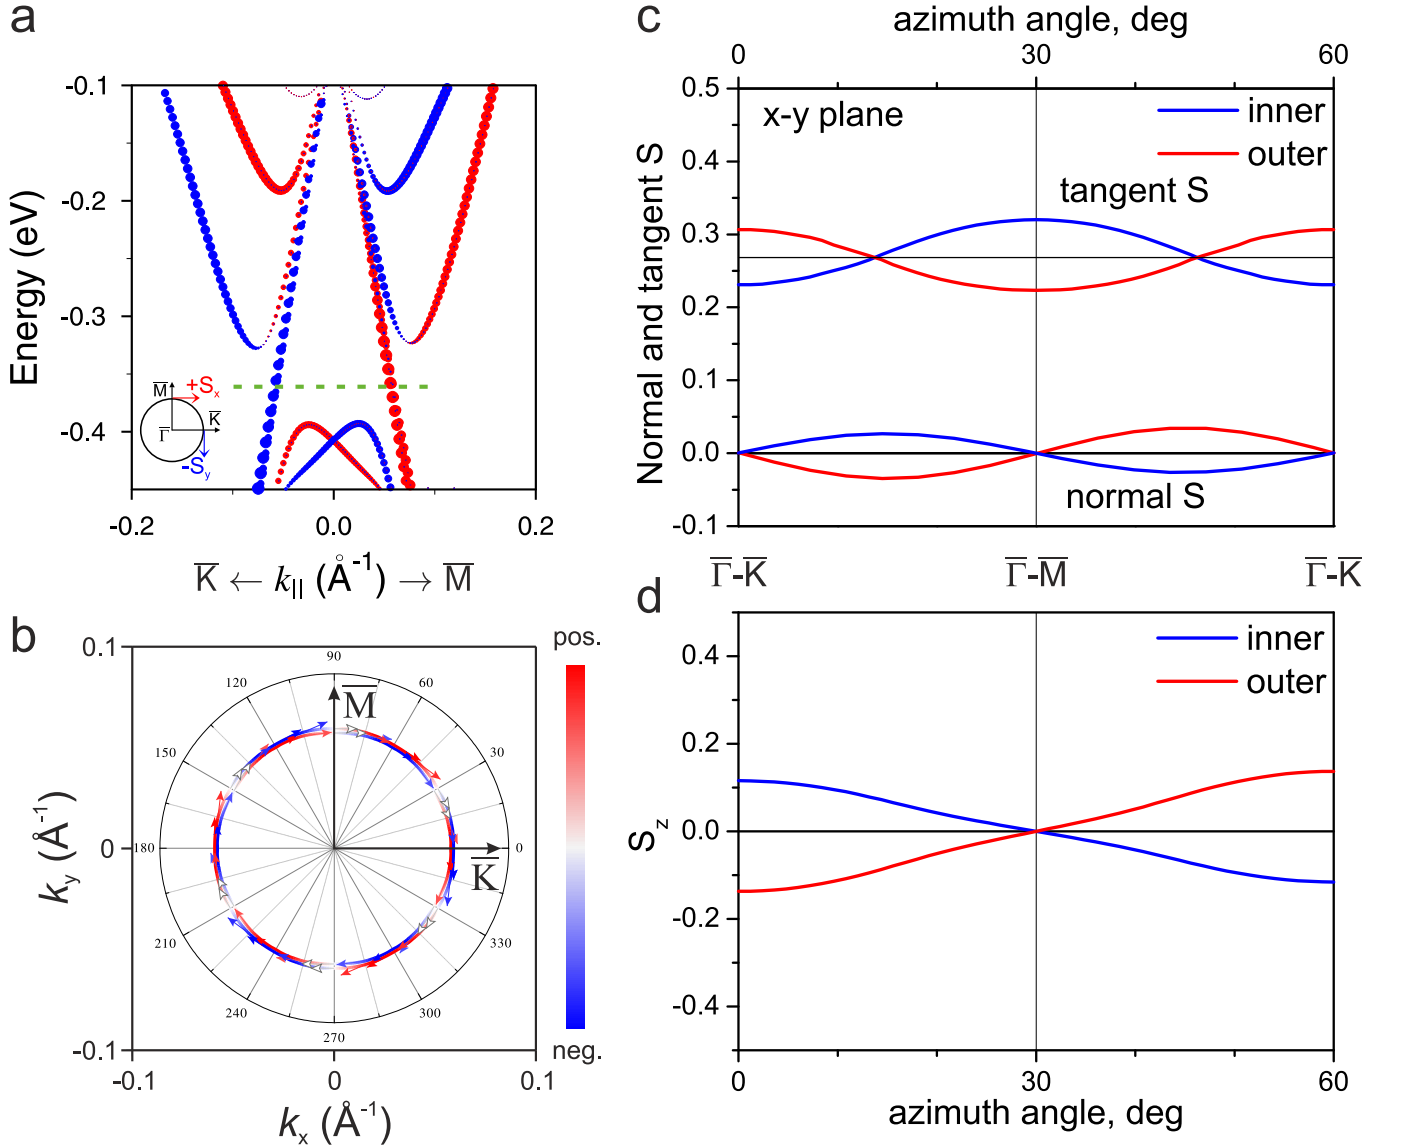 a
-0.1
-0.2
-0.3
-0.4
Energy (eV)
M̅
+Sₓ
K̅
Γ̅
-S_y
-0.2
0.0
0.2
K̅ ← k_|| (Å⁻¹) → M̅
b
0.1
0
-0.1
k_y (Å⁻¹)
90
120
60
150
30
180
0
210
330
240
300
270
M̅
K̅
-0.1
0
0.1
kₓ (Å⁻¹)
pos.
neg.
c
azimuth angle, deg
0
30
60
0.5
0.4
0.3
0.2
0.1
0.0
-0.1
Normal and tangent S
x-y plane
inner
outer
tangent S
normal S
Γ̅-K̅
Γ̅-M̅
Γ̅-K̅
d
0.4
0.2
0.0
-0.2
-0.4
S_z
inner
outer
0
30
60
azimuth angle, deg